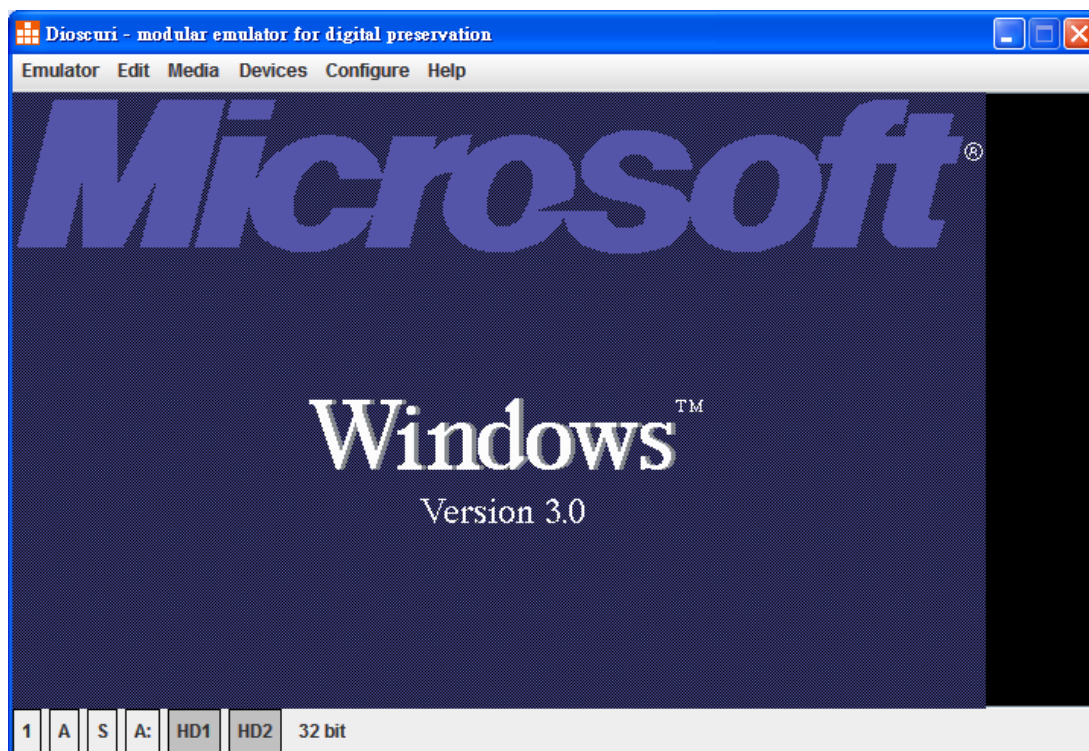 Dioscuri - modular emulator for digital preservation
Emulator Edit Media Devices Configure Help
Microsoft®
Windows™
Version 3.0
1 A S A: HD1 HD2 32 bit